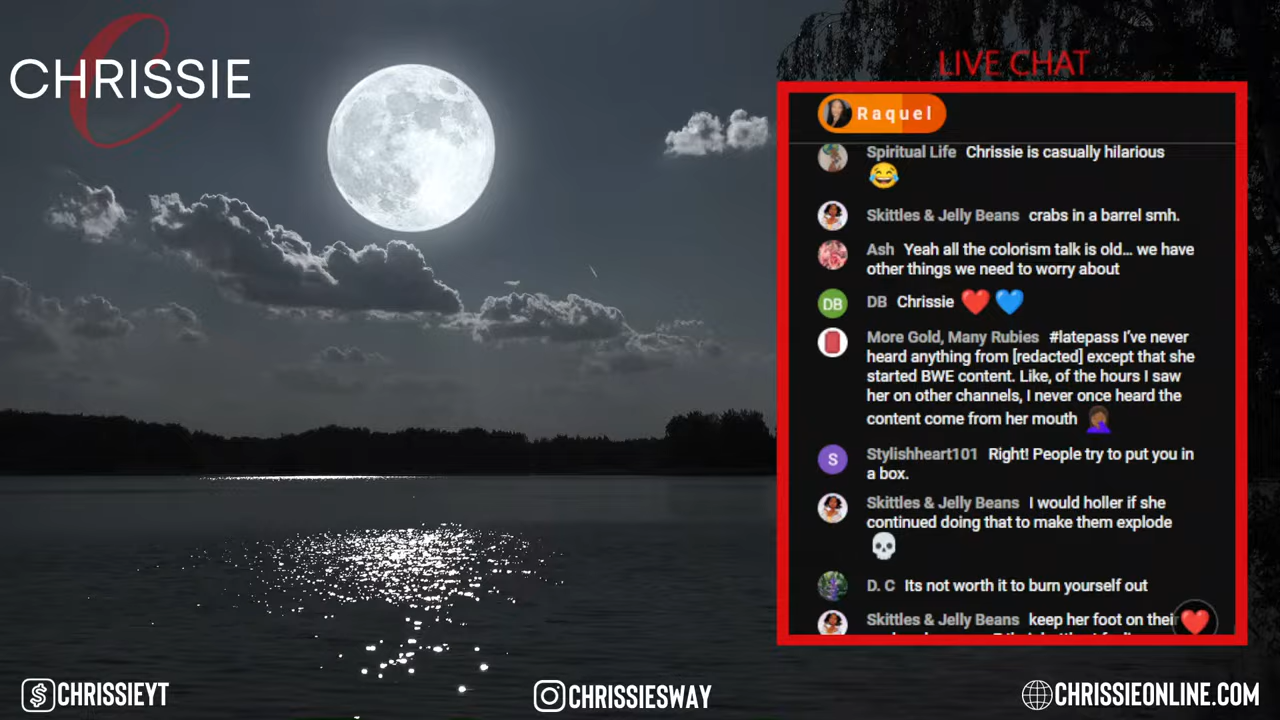 CHRISSIE
LIVE CHAT
Raquel
Spiritual Life Chrissie is casually hilarious
😂
Skittles & Jelly Beans crabs in a barrel smh.
Ash Yeah all the colorism talk is old... we have
other things we need to worry about
DB DB Chrissie ❤️💙
More Gold, Many Rubies #latepass I've never
heard anything from [redacted] except that she
started BWE content. Like, of the hours I saw
her on other channels, I never once heard the
content come from her mouth 🤦🏾‍♀️
S Stylishheart101 Right! People try to put you in
a box.
Skittles & Jelly Beans I would holler if she
continued doing that to make them explode
💀
D. C Its not worth it to burn yourself out
Skittles & Jelly Beans keep her foot on their
$ CHRISSIEYT
CHRISSIESWAY
CHRISSIEONLINE.COM